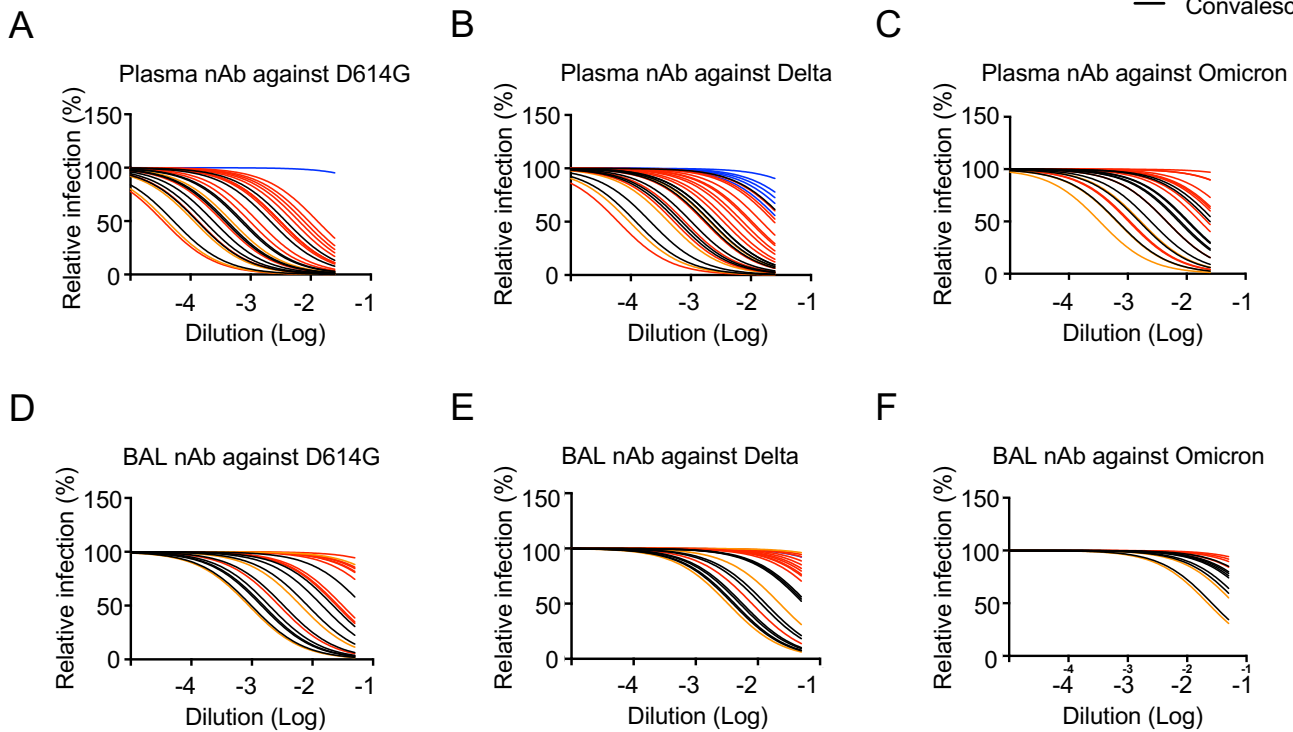 Convalesc
A
B
C
Plasma nAb against D614G
Plasma nAb against Delta
Plasma nAb against Omicron
Relative infection (%)
150
100
50
0
-4
-3
-2
-1
Dilution (Log)
Relative infection (%)
150
100
50
0
-4
-3
-2
-1
Dilution (Log)
Relative infection (%)
150
100
50
0
-4
-3
-2
-1
Dilution (Log)
D
E
F
BAL nAb against D614G
BAL nAb against Delta
BAL nAb against Omicron
Relative infection (%)
150
100
50
0
-4
-3
-2
-1
Dilution (Log)
Relative infection (%)
150
100
50
0
-4
-3
-2
-1
Dilution (Log)
Relative infection (%)
150
100
50
0
-4
-3
-2
-1
-4
-3
-2
-1
Dilution (Log)